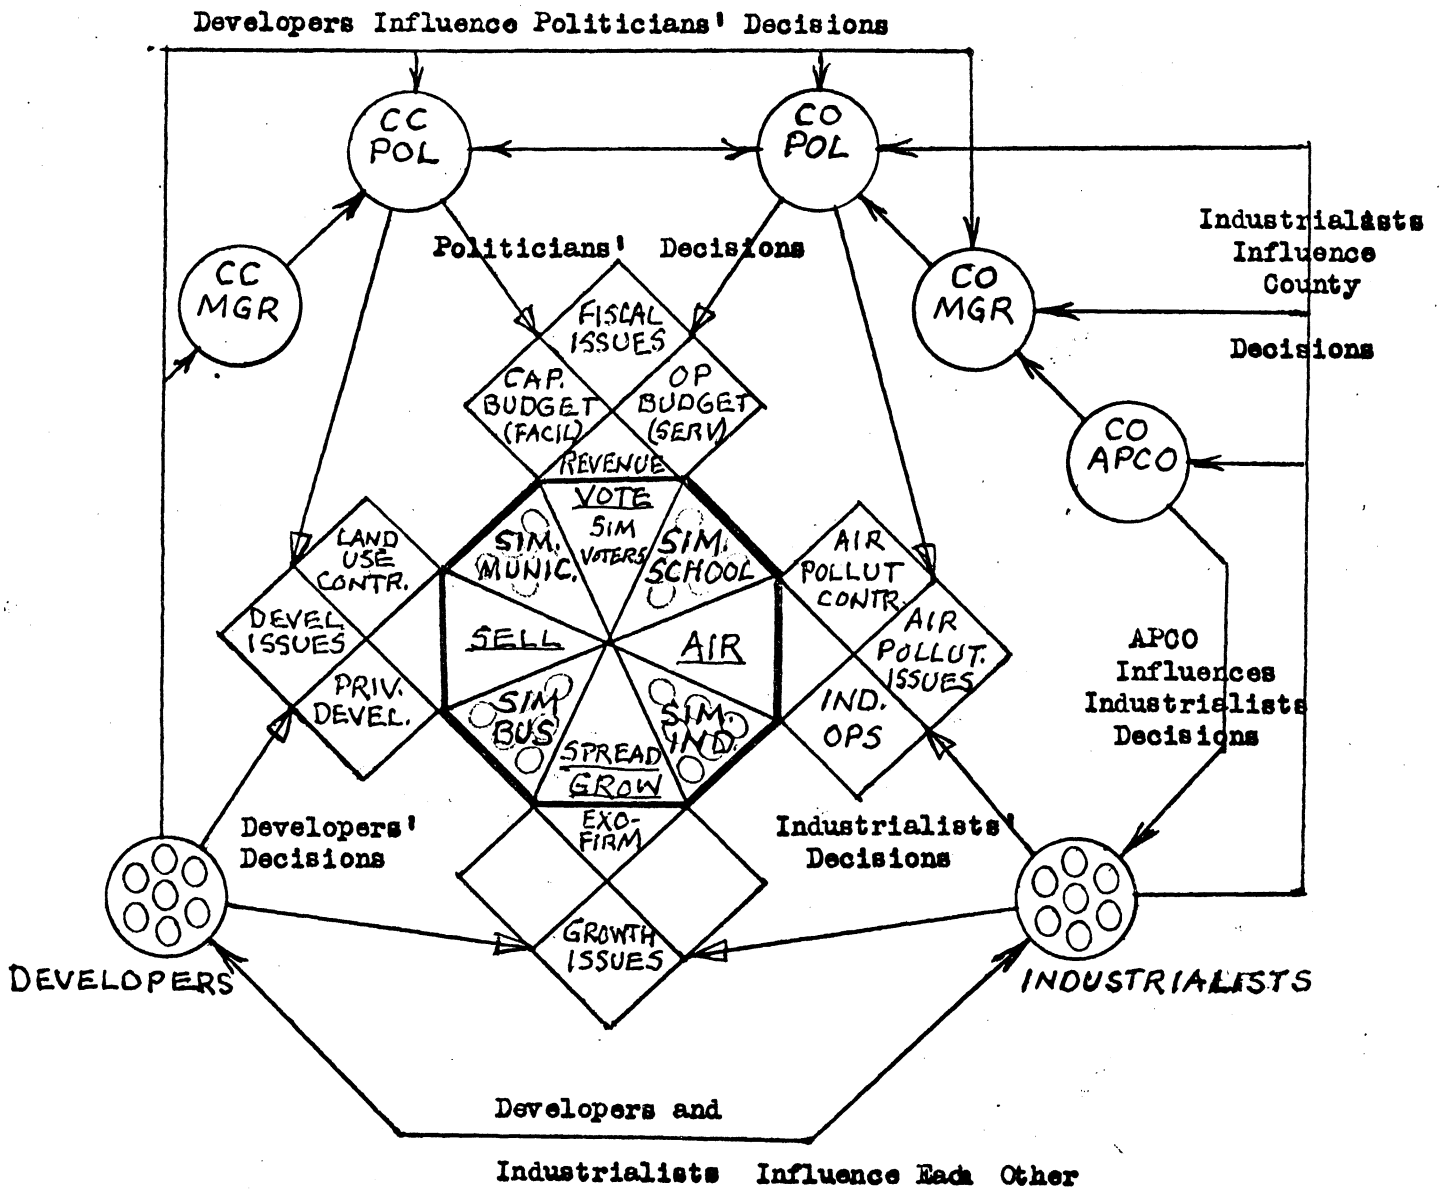 Developers Influence Politicians' Decisions
CC
POL
CO
POL
Industrialists
Influence
County
Decisions
Politicians' Decisions
CC
MGR
CO
MGR
FISCAL
ISSUES
CAP.
BUDGET
(FACIL)
OP
BUDGET
(SERV)
CO
APCO
REVENUE
VOTE
SIM
VOTERS
SIM.
MUNIC.
SIM.
SCHOOL
LAND
USE
CONTR.
DEVEL
ISSUES
PRIV.
DEVEL.
AIR
POLLUT
CONTR.
AIR
POLLUT.
ISSUES
IND.
OPS
SELL
AIR
SIM
BUS
SIM.
IND.
SPREAD
GROW
APCO
Influences
Industrialists
Decisions
EXO-
FIRM
Developers'
Decisions
Industrialists'
Decisions
GROWTH
ISSUES
DEVELOPERS
INDUSTRIALISTS
Developers and
Industrialists Influence Each Other